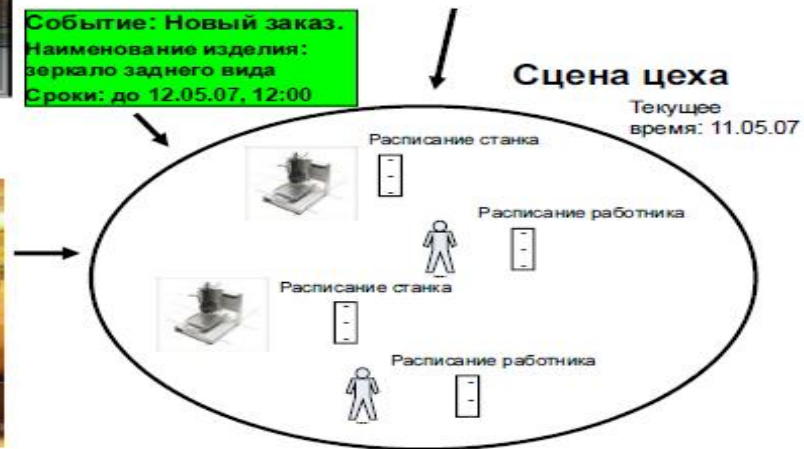 Событие: Новый заказ.
Наименование изделия:
зеркало заднего вида
Сроки: до 12.05.07, 12:00
Сцена цеха
Текущее
время: 11.05.07
Расписание станка
Расписание работника
Расписание станка
Расписание работника